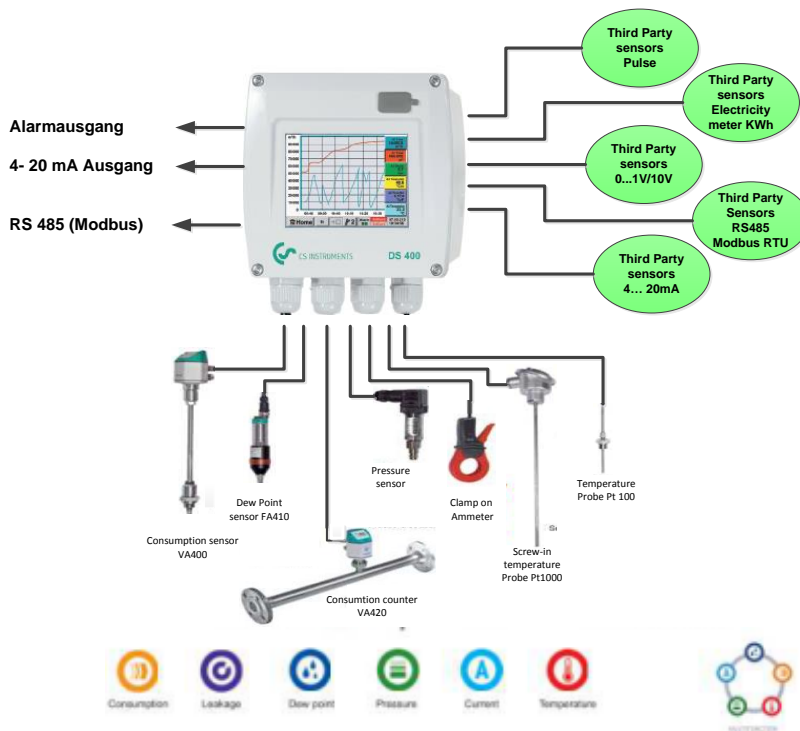 Third Party
sensors
Pulse
Third Party
sensors
Electricity
meter KWh
Third Party
sensors
0...1V/10V
Third Party
Sensors
RS485
Modbus RTU
Third Party
sensors
4... 20mA
Alarmausgang
4- 20 mA Ausgang
RS 485 (Modbus)
Home
CS INSTRUMENTS
DS 400
Consumption sensor
VA400
Dew Point
sensor FA410
Pressure
sensor
Clamp on
Ammeter
Screw-in
temperature
Probe Pt1000
Temperature
Probe Pt 100
Consumtion counter
VA420
Consumption
Leakage
Dew point
Pressure
A
Current
Temperature